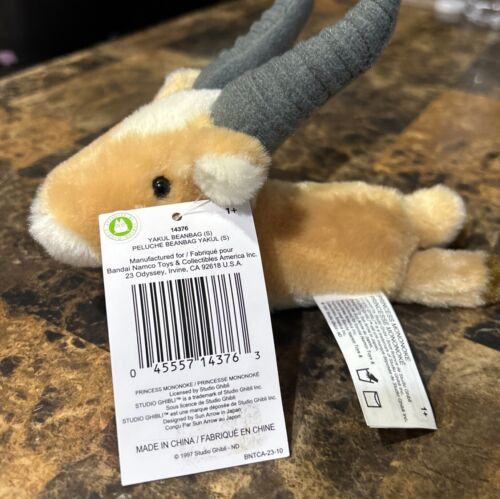 1+
14376
YAKUL BEANBAG (S)
PELUCHE BEANBAG YAKUL (S)
Manufactured for / Fabriqué pour
Bandai Namco Toys & Collectibles America Inc.
23 Odyssey, Irvine, CA 92618 U.S.A.
0 45557 14376 3
PRINCESS MONONOKE / PRINCESSE MONONOKÉ
Licensed by Studio Ghibli
STUDIO GHIBLI™ is a trademark of Studio Ghibli Inc.
Sous licence de Studio Ghibli
STUDIO GHIBLI™ est une marque déposée de Studio Ghibli Inc.
Designed by Sun Arrow in Japan
Conçu Par Sun Arrow au Japon
MADE IN CHINA / FABRIQUÉ EN CHINE
© 1997 Studio Ghibli - ND
BNTCA-23-10
PRINCESS MONONOKE
1+